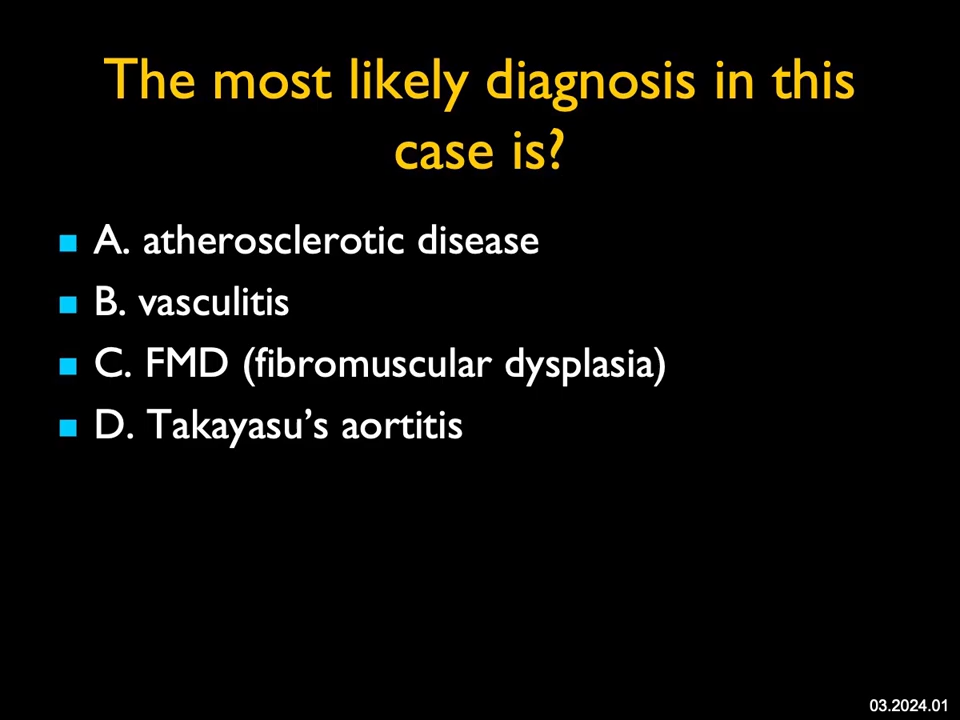 The most likely diagnosis in this
case is?
A. atherosclerotic disease
B. vasculitis
C. FMD (fibromuscular dysplasia)
D. Takayasu’s aortitis
03.2024.01